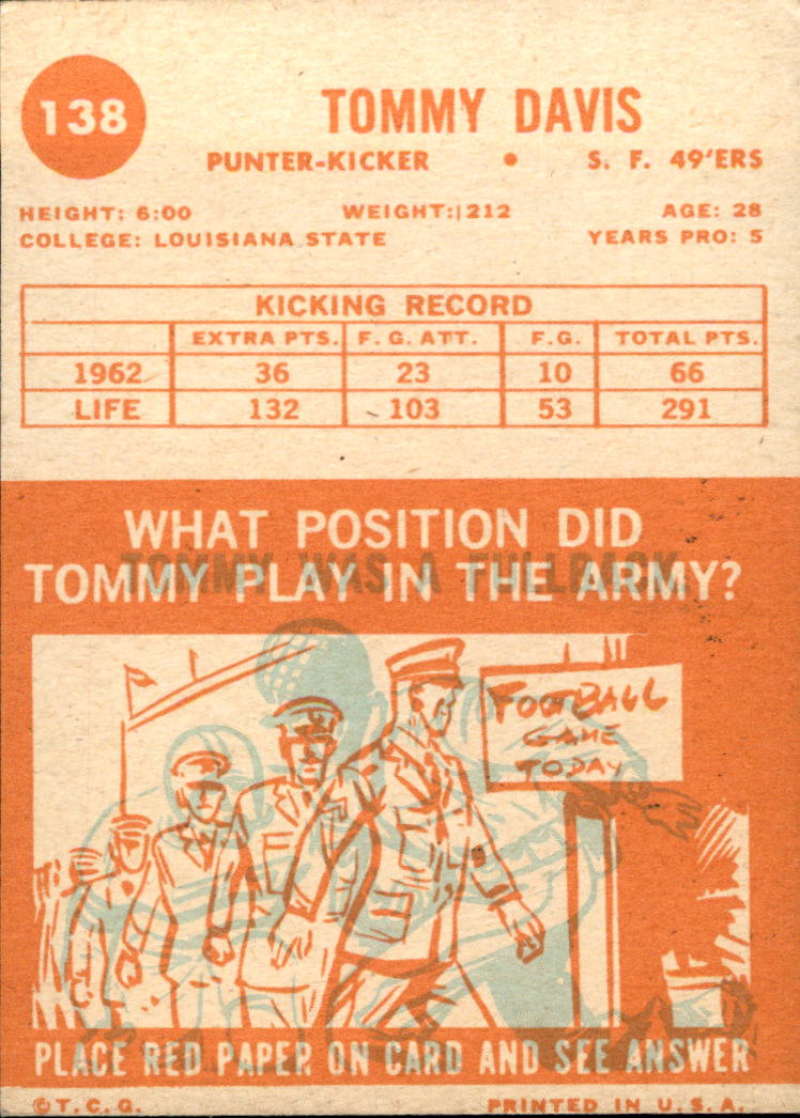 138
TOMMY DAVIS
PUNTER-KICKER • S. F. 49'ERS
HEIGHT: 6:00 WEIGHT: 212 AGE: 28
COLLEGE: LOUISIANA STATE YEARS PRO: 5
KICKING RECORD
EXTRA PTS. F. G. ATT. F.G. TOTAL PTS.
1962 36 23 10 66
LIFE 132 103 53 291
WHAT POSITION DID
TOMMY WAS A FULLBACK
TOMMY PLAY IN THE ARMY?
FOOTBALL
GAME
TODAY
PLACE RED PAPER ON CARD AND SEE ANSWER
©T.C.G. PRINTED IN U.S.A.